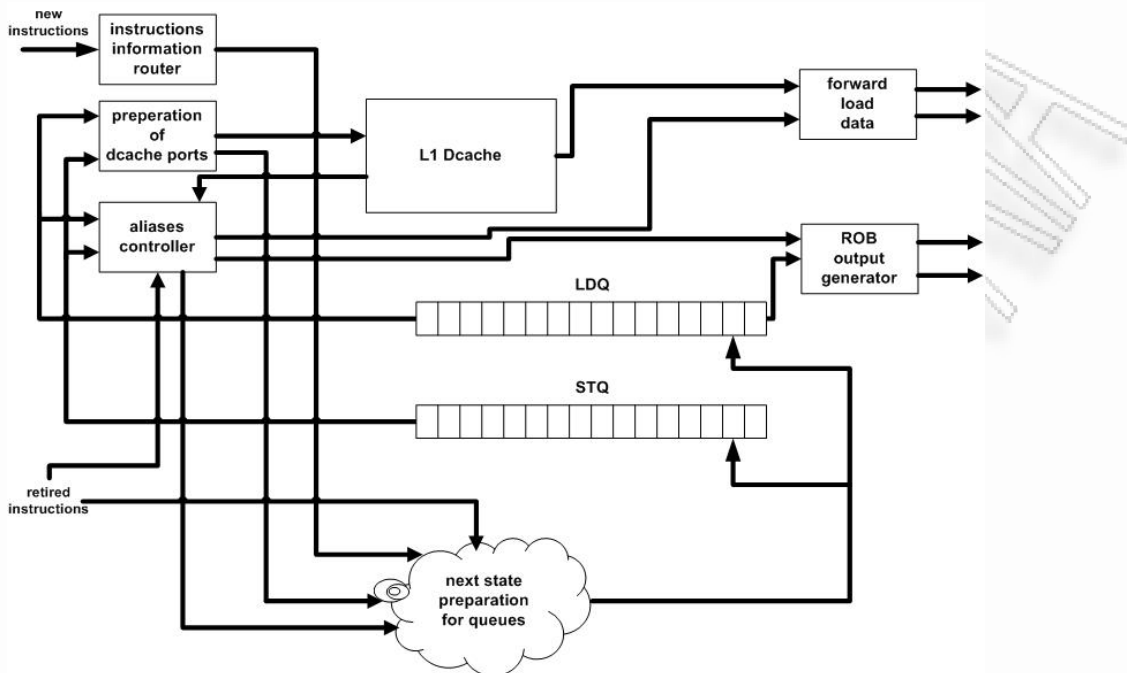 new
instructions
instructions
information
router
preperation
of
dcache ports
L1 Dcache
forward
load
data
aliases
controller
ROB
output
generator
LDQ
STQ
retired
instructions
next state
preparation
for queues